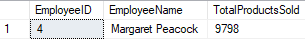 EmployeeID EmployeeName TotalProductsSold
1 4 Margaret Peacock 9798